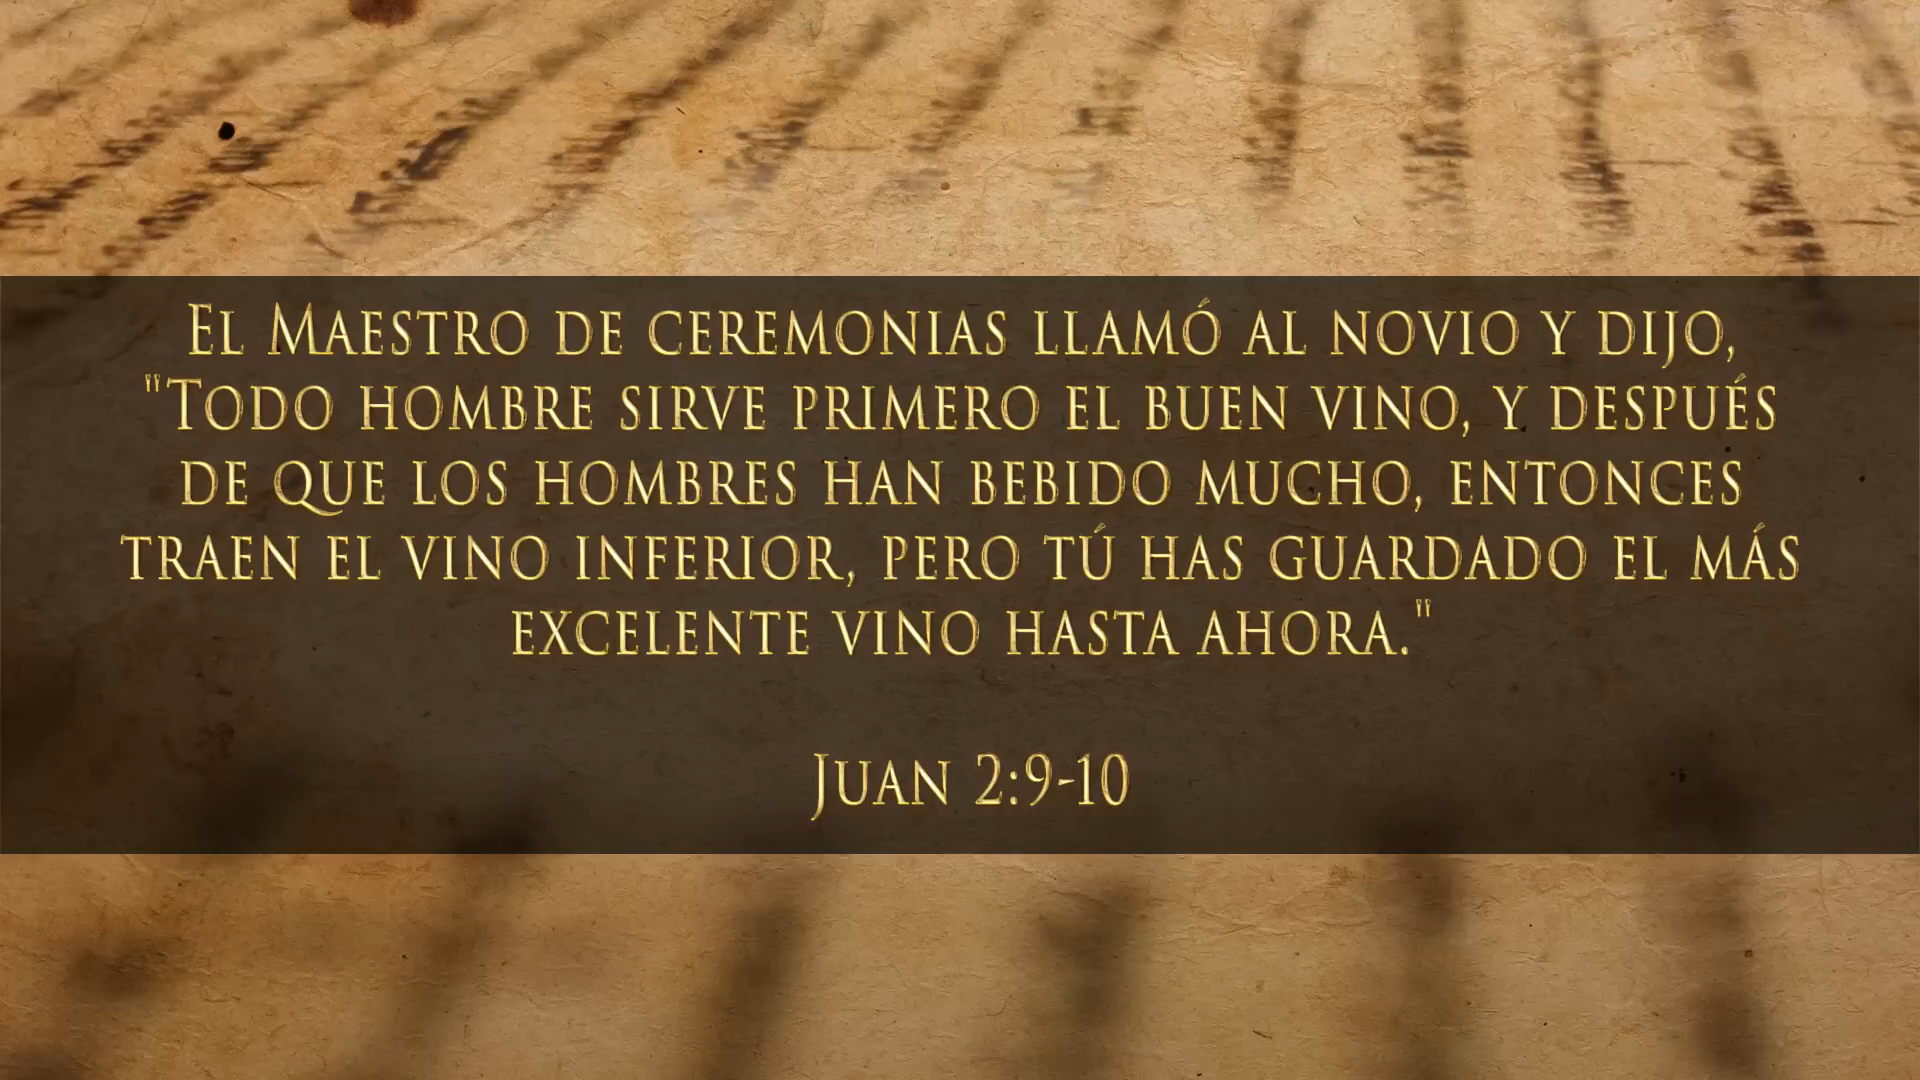 El Maestro de ceremonias llamó al novio y dijo,
"Todo hombre sirve primero el buen vino, y después
de que los hombres han bebido mucho, entonces
traen el vino inferior, pero tú has guardado el más
excelente vino hasta ahora."
Juan 2:9-10